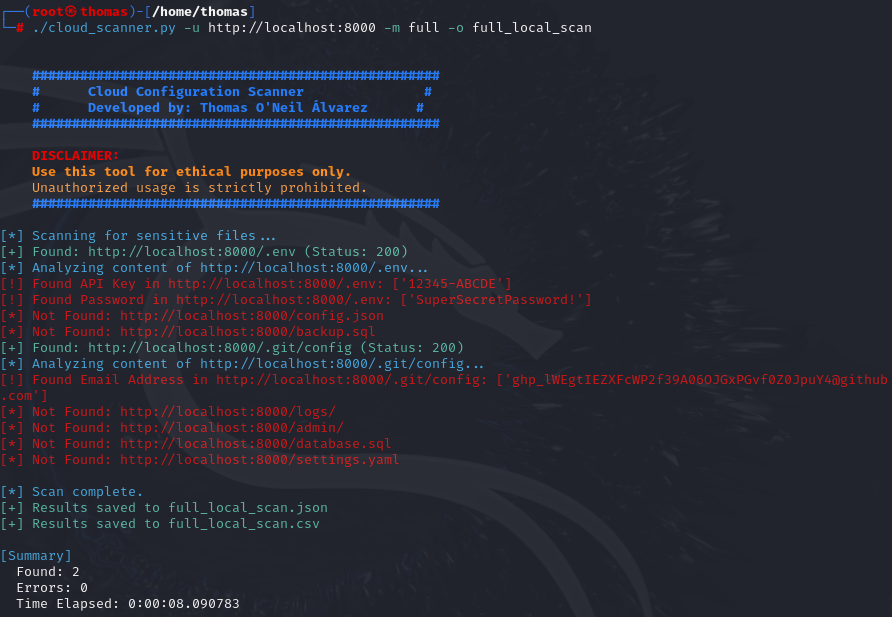 ┌──(root㉿thomas)-[/home/thomas]
└─# ./cloud_scanner.py -u http://localhost:8000 -m full -o full_local_scan
###################################################
# Cloud Configuration Scanner #
# Developed by: Thomas O'Neil Álvarez #
###################################################
DISCLAIMER:
Use this tool for ethical purposes only.
Unauthorized usage is strictly prohibited.
###################################################
[*] Scanning for sensitive files...
[+] Found: http://localhost:8000/.env (Status: 200)
[*] Analyzing content of http://localhost:8000/.env...
[!] Found API Key in http://localhost:8000/.env: ['12345-ABCDE']
[!] Found Password in http://localhost:8000/.env: ['SuperSecretPassword!']
[*] Not Found: http://localhost:8000/config.json
[*] Not Found: http://localhost:8000/backup.sql
[+] Found: http://localhost:8000/.git/config (Status: 200)
[*] Analyzing content of http://localhost:8000/.git/config...
[!] Found Email Address in http://localhost:8000/.git/config: ['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@github
.com']
[*] Not Found: http://localhost:8000/logs/
[*] Not Found: http://localhost:8000/admin/
[*] Not Found: http://localhost:8000/database.sql
[*] Not Found: http://localhost:8000/settings.yaml
[*] Scan complete.
[+] Results saved to full_local_scan.json
[+] Results saved to full_local_scan.csv
[Summary]
Found: 2
Errors: 0
Time Elapsed: 0:00:08.090783